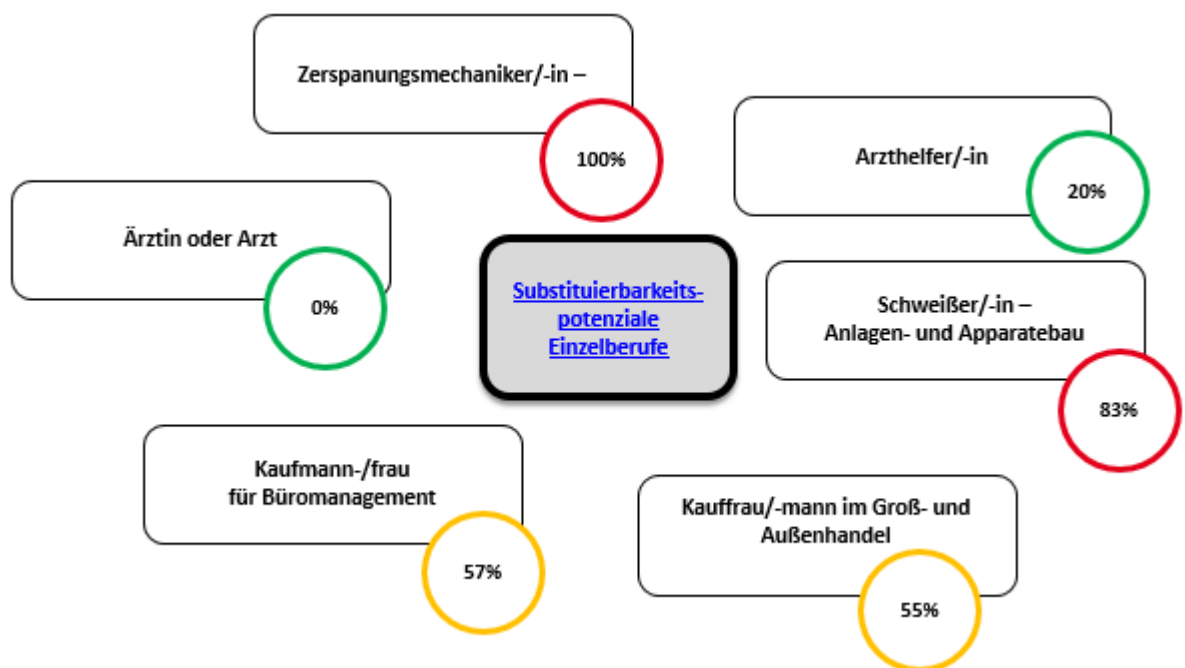 Zerspanungsmechaniker/-in –
100%
Arzthelfer/-in
20%
Ärztin oder Arzt
0%
Substituierbarkeits-
potenziale
Einzelberufe
Schweißer/-in –
Anlagen- und Apparatebau
83%
Kaufmann-/frau
für Büromanagement
57%
Kauffrau/-mann im Groß- und
Außenhandel
55%